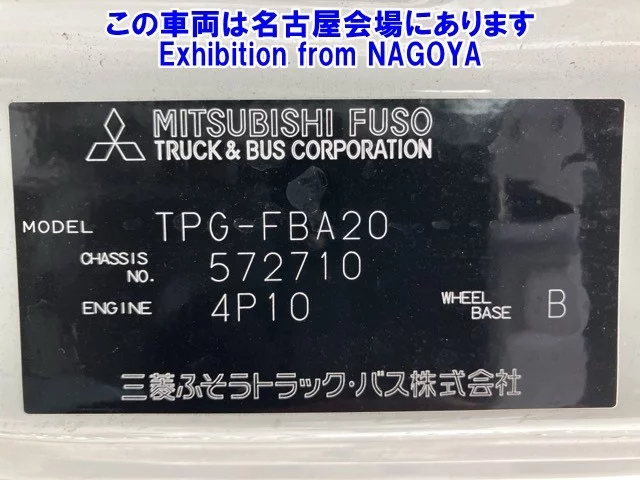 この車両は名古屋会場にあります
Exhibition from NAGOYA
MITSUBISHI FUSO
TRUCK & BUS CORPORATION
MODEL TPG-FBA20
CHASSIS NO. 572710
ENGINE 4P10 WHEEL BASE B
三菱ふそうトラック・バス株式会社